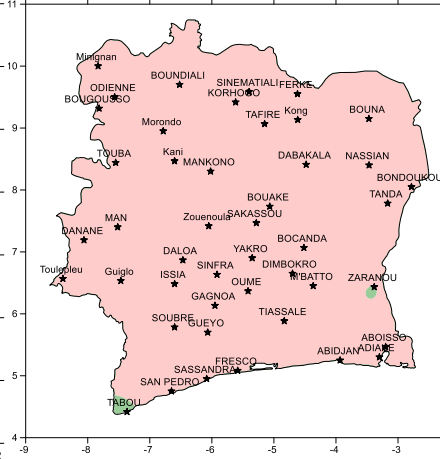 11
Minignan
10
BOUNDIALI
SINEMATIALI
FERKE
ODIENNE
KORHOGO
BOUGOUSSO
BOUNA
TAFIRE
Kong
9
Morondo
TOUBA
Kani
DABAKALA
NASSIAN
MANKONO
BONDOUKOU
8
TANDA
BOUAKE
Zouenoula
SAKASSOU
MAN
DANANE
BOCANDA
7
DALOA
YAKRO
Toulepleu
Guiglo
ISSIA
SINFRA
DIMBOKRO
M'BATTO
ZARANOU
OUME
GAGNOA
6
TIASSALE
SOUBRE
GUEYO
ABOISSO
ADIAKE
ABIDJAN
FRESCO
5
SASSANDRA
SAN PEDRO
TABOU
4
-9 -8 -7 -6 -5 -4 -3